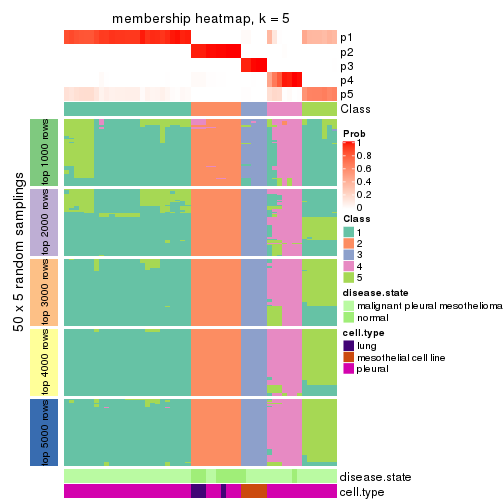 membership heatmap, k = 5
p1
p2
p3
p4
p5
Class
50 x 5 random samplings
top 1000 rows
top 2000 rows
top 3000 rows
top 4000 rows
top 5000 rows
Prob
1
0.8
0.6
0.4
0.2
0
Class
1
2
3
4
5
disease.state
malignant pleural mesothelioma
normal
cell.type
lung
mesothelial cell line
pleural
disease.state
cell.type